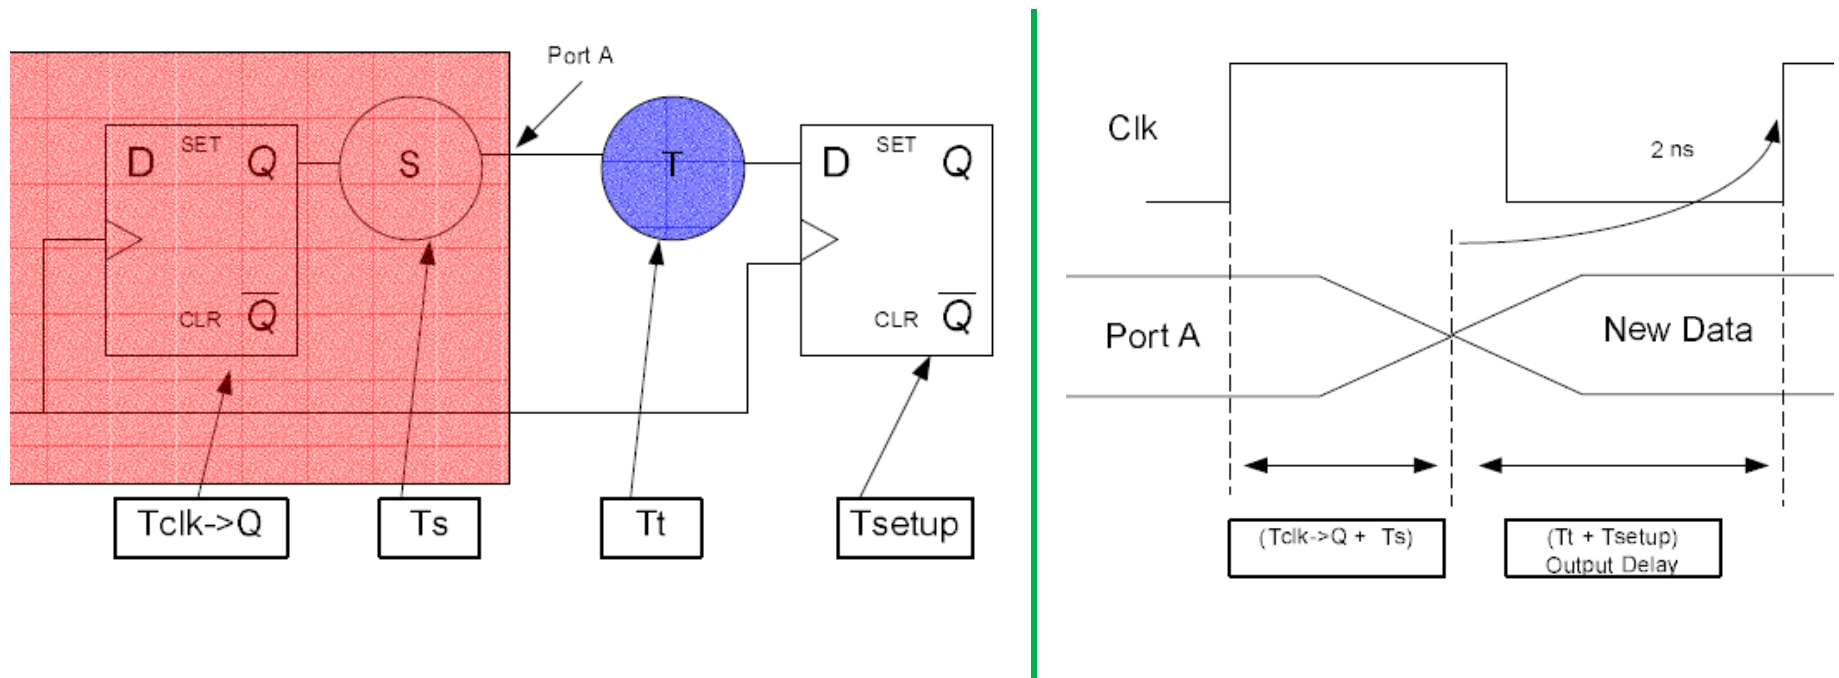 Port A
D SET Q
S
T
D SET Q
CLR Q
CLR Q
Tclk->Q
Ts
Tt
Tsetup
Clk
2 ns
Port A
New Data
(Tclk->Q + Ts)
(Tt + Tsetup)
Output Delay